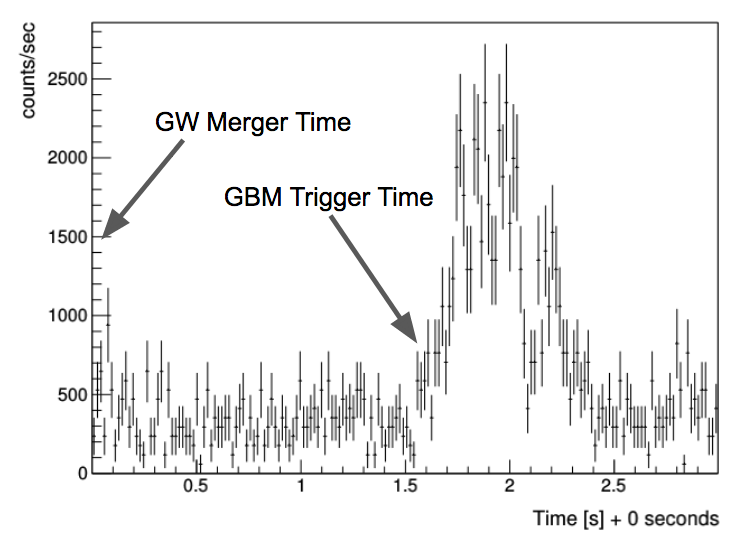 counts/sec
2500
GW Merger Time
2000
GBM Trigger Time
1500
1000
500
0
0.5 1 1.5 2 2.5
Time [s] + 0 seconds